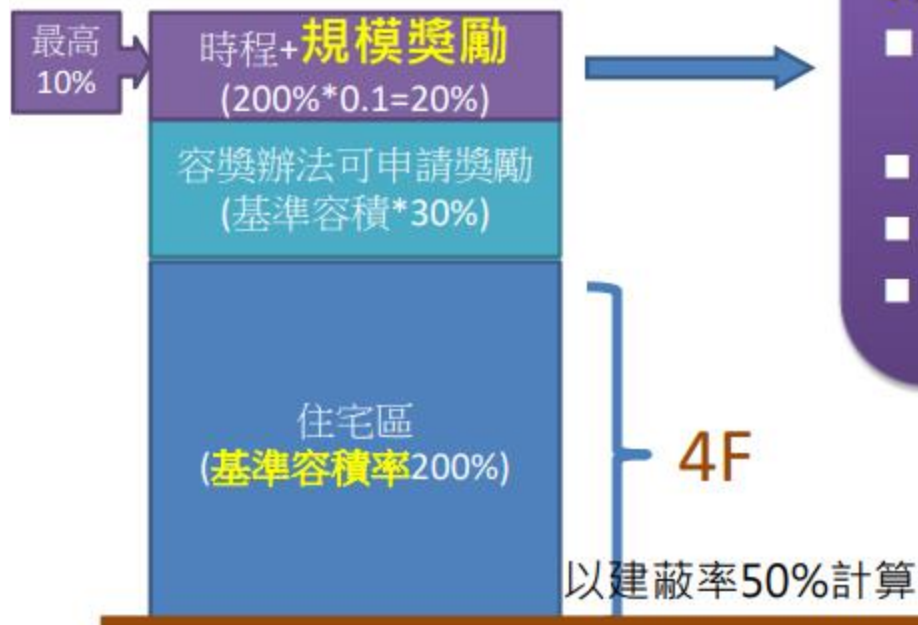 最高
10%
時程+規模獎勵
(200%*0.1=20%)
容獎辦法可申請獎勵
(基準容積*30%)
住宅區
(基準容積率200%)
4F
以建蔽率50%計算